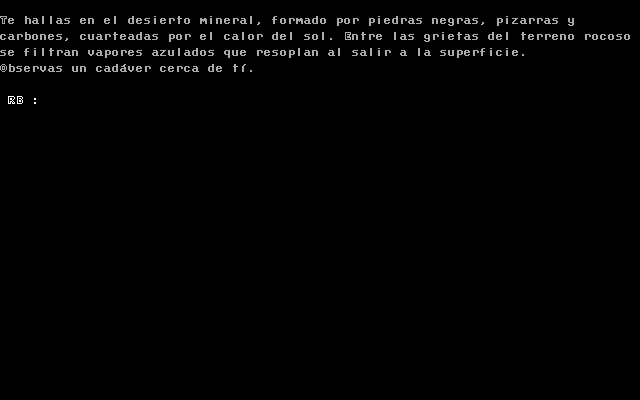 Te hallas en el desierto mineral, formado por piedras negras, pizarras y
carbones, cuarteadas por el calor del sol. Entre las grietas del terreno rocoso
se filtran vapores azulados que resoplan al salir a la superficie.
Observas un cadáver cerca de tí.
RB :